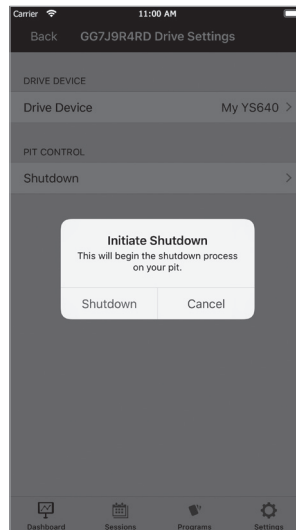 Carrier 11:00 AM
Back GG7J9R4RD Drive Settings
DRIVE DEVICE
Drive Device My YS640 >
PIT CONTROL
Shutdown >
Initiate Shutdown
This will begin the shutdown process
on your pit.
Shutdown Cancel
Dashboard Sessions Programs Settings